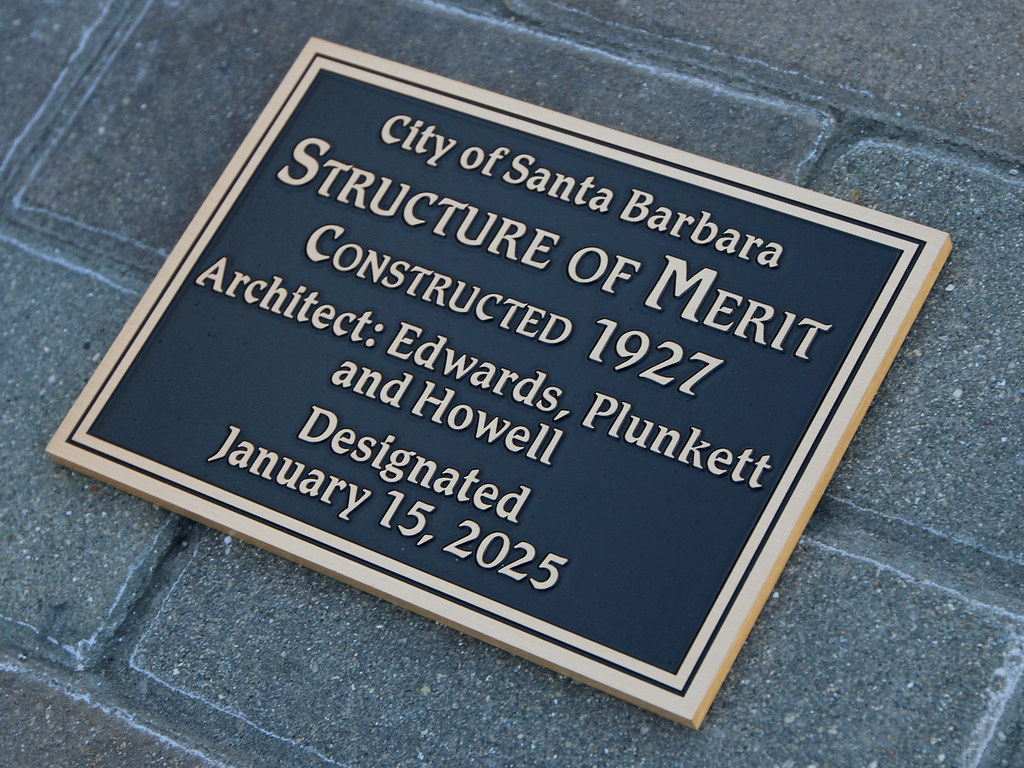 City of Santa Barbara
STRUCTURE OF MERIT
CONSTRUCTED 1927
Architect: Edwards, Plunkett
and Howell
Designated
January 15, 2025